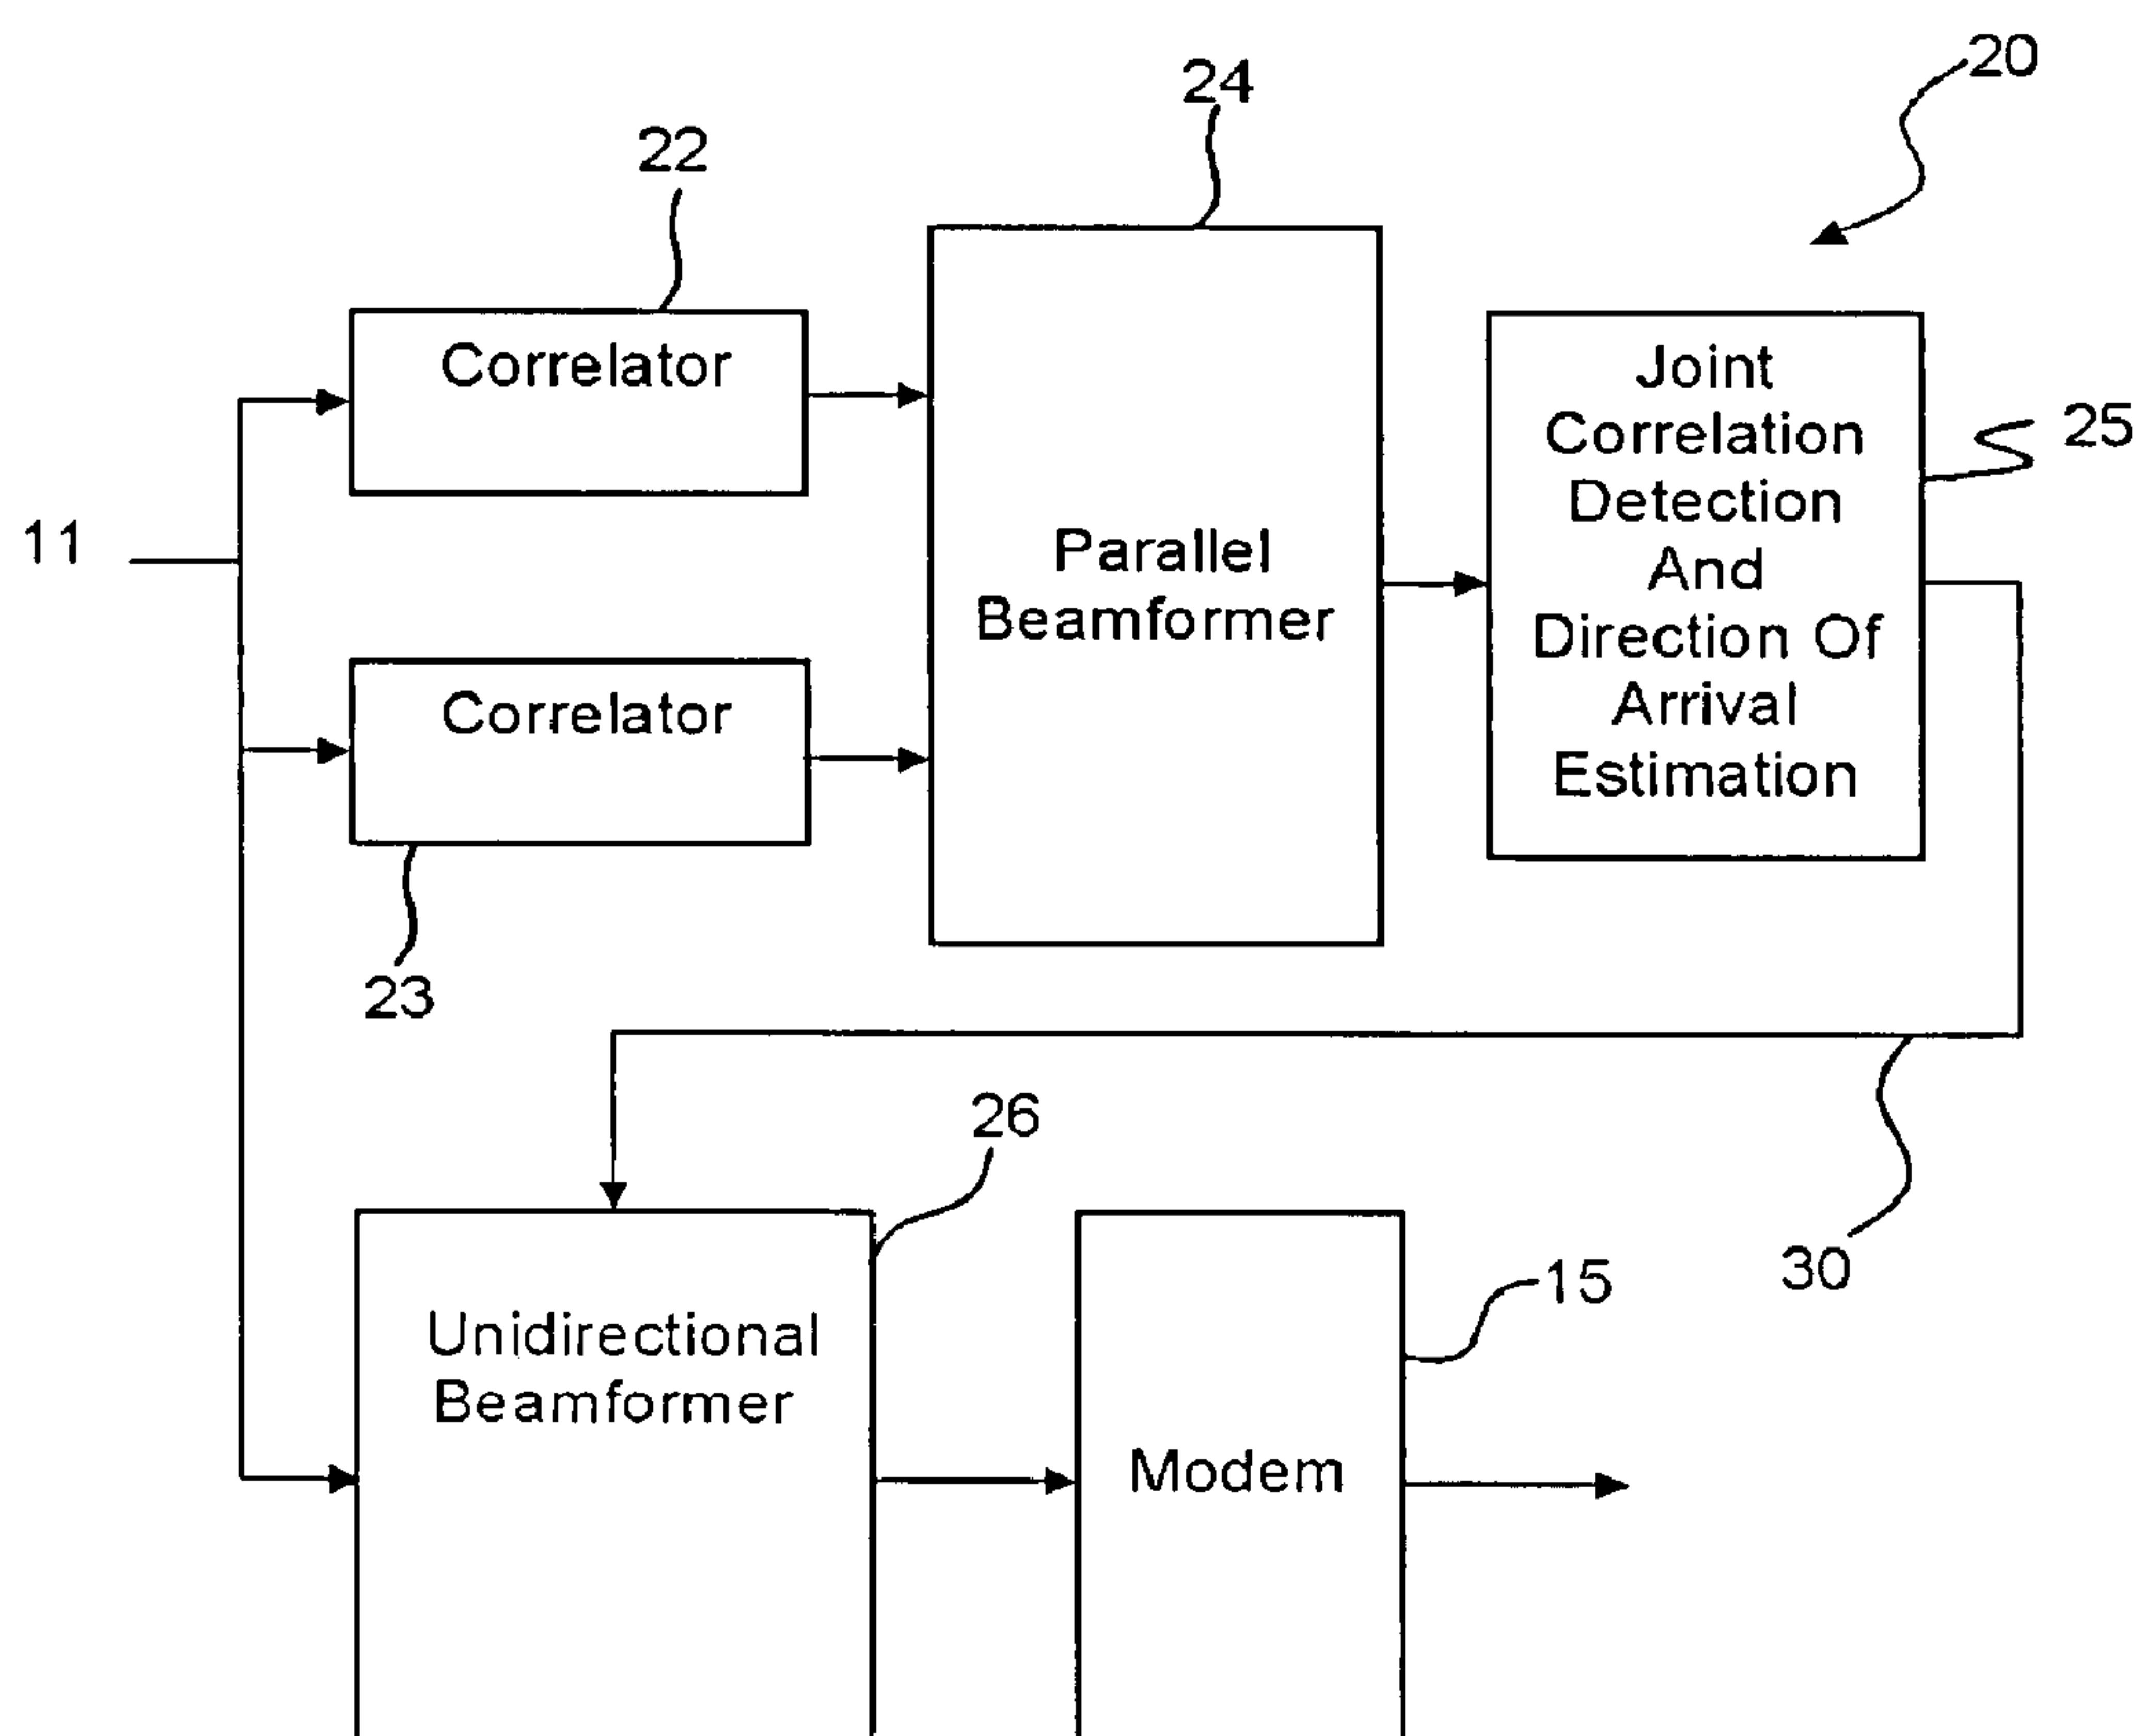 20
24
22
Correlator
Joint
Correlation
Detection
And
Direction Of
Arrival
Estimation
25
11
Parallel
Beamformer
Correlator
23
26
30
15
Unidirectional
Beamformer
Modem